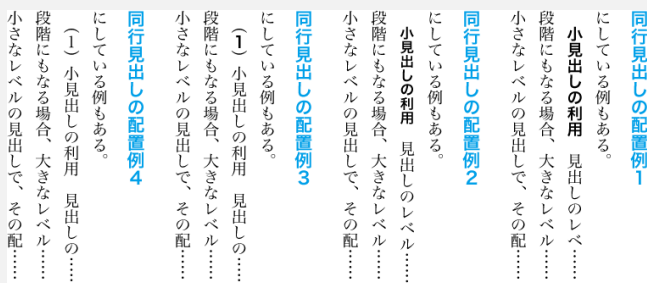 同行見出しの配置例1
にしている例もある。
小見出しの利用　見出しのレベ……
段階にもなる場合、大きなレベル……
小さなレベルの見出しで、その配……
同行見出しの配置例2
にしている例もある。
小見出しの利用　見出しのレベル……
段階にもなる場合、大きなレベル……
小さなレベルの見出しで、その配……
同行見出しの配置例3
にしている例もある。
（1）小見出しの利用　見出しの……
段階にもなる場合、大きなレベル……
小さなレベルの見出しで、その配……
同行見出しの配置例4
にしている例もある。
（1）小見出しの利用　見出しの……
段階にもなる場合、大きなレベル……
小さなレベルの見出しで、その配……